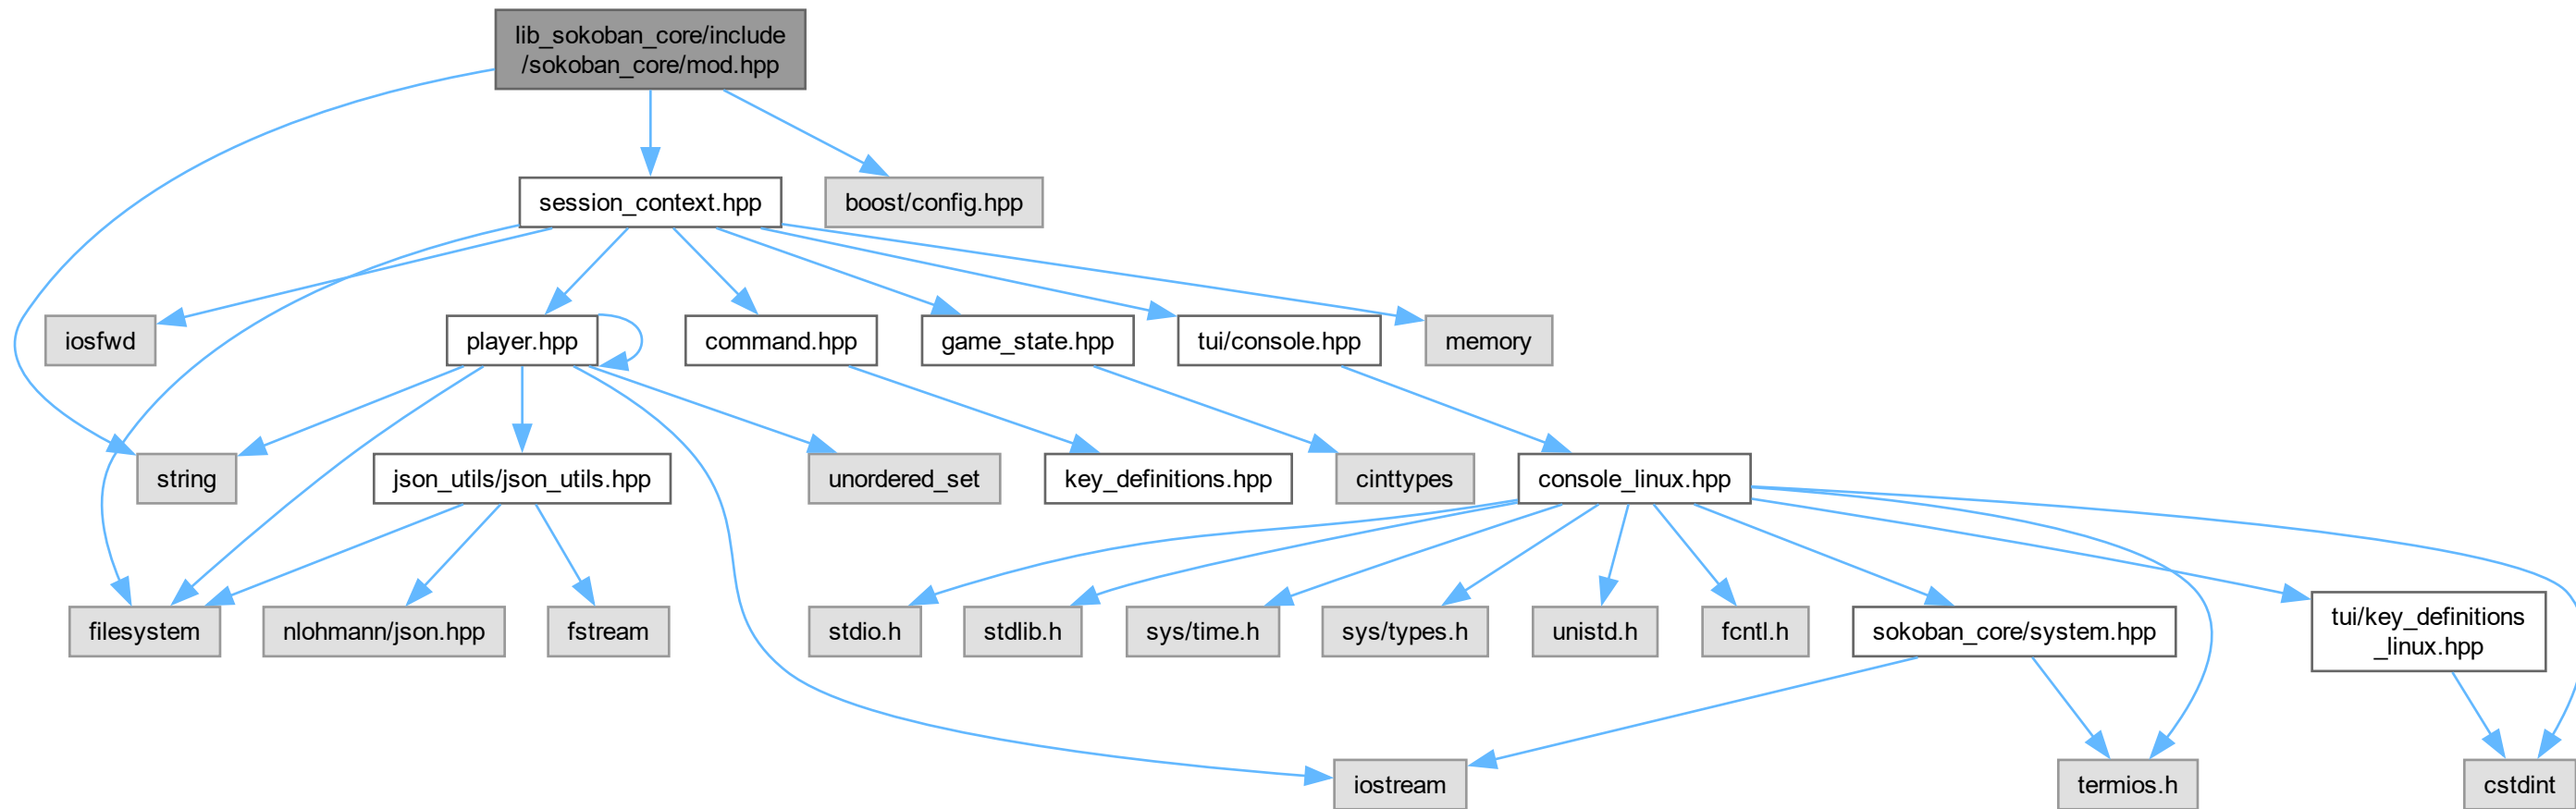 lib_sokoban_core/include
/sokoban_core/mod.hpp
session_context.hpp
boost/config.hpp
iosfwd
player.hpp
command.hpp
game_state.hpp
tui/console.hpp
memory
string
json_utils/json_utils.hpp
unordered_set
key_definitions.hpp
cinttypes
console_linux.hpp
filesystem
nlohmann/json.hpp
fstream
stdio.h
stdlib.h
sys/time.h
sys/types.h
unistd.h
fcntl.h
sokoban_core/system.hpp
tui/key_definitions
_linux.hpp
iostream
termios.h
cstdint